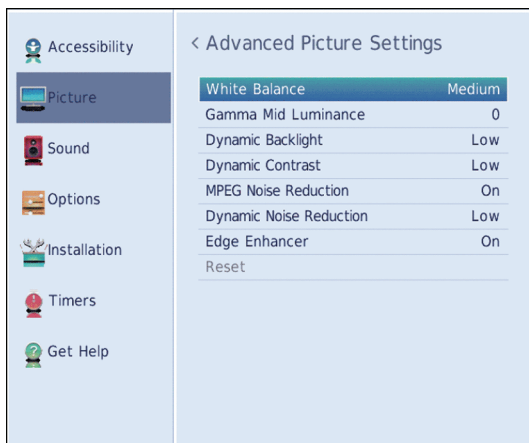 Accessibility
Picture
Sound
Options
Installation
Timers
Get Help
< Advanced Picture Settings
White Balance Medium
Gamma Mid Luminance 0
Dynamic Backlight Low
Dynamic Contrast Low
MPEG Noise Reduction On
Dynamic Noise Reduction Low
Edge Enhancer On
Reset